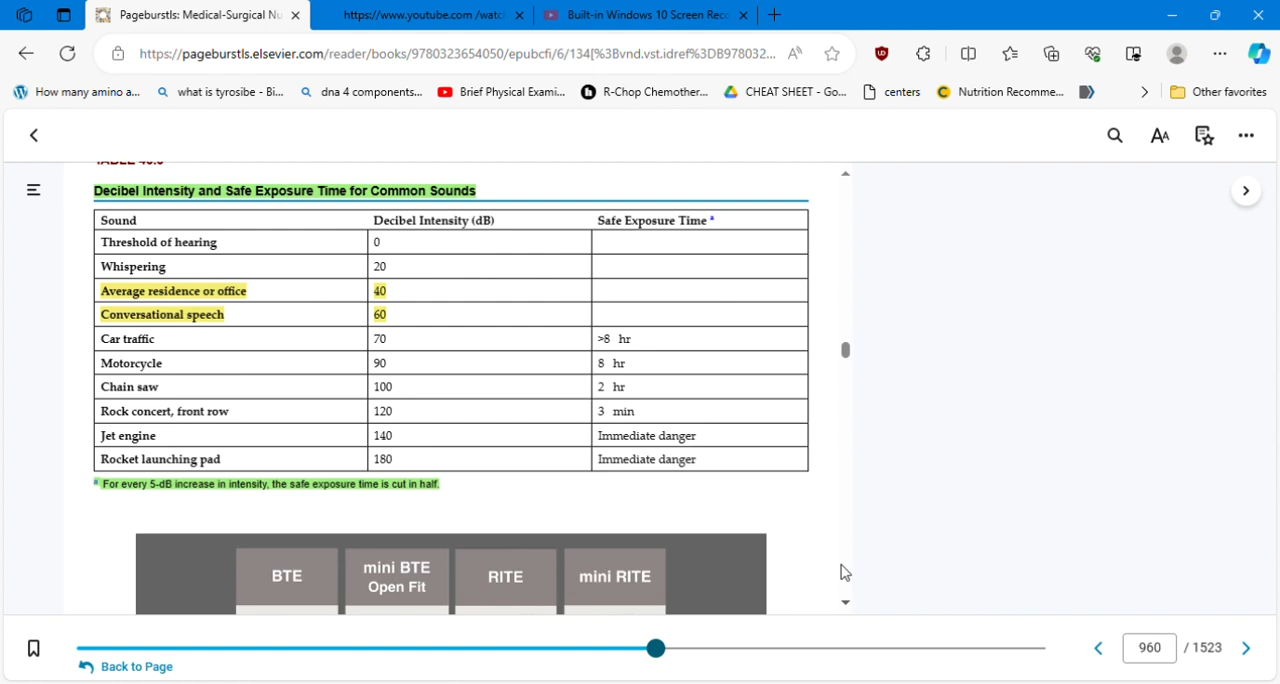 Pageburstls: Medical-Surgical Nu
https://www.youtube.com /watc
Built-in Windows 10 Screen Reco
https://pageburstls.elsevier.com/reader/books/9780323654050/epubcfi/6/134[%3Bvnd.vst.idref%3DB978032...
How many amino a...
what is tyrosibe - Bi...
dna 4 components...
Brief Physical Exami...
R-Chop Chemother...
CHEAT SHEET - Go...
centers
Nutrition Recomme...
Other favorites
Decibel Intensity and Safe Exposure Time for Common Sounds
Sound Decibel Intensity (dB) Safe Exposure Time a
Threshold of hearing 0
Whispering 20
Average residence or office 40
Conversational speech 60
Car traffic 70 >8 hr
Motorcycle 90 8 hr
Chain saw 100 2 hr
Rock concert, front row 120 3 min
Jet engine 140 Immediate danger
Rocket launching pad 180 Immediate danger
a For every 5-dB increase in intensity, the safe exposure time is cut in half.
BTE
mini BTE
Open Fit
RITE
mini RITE
960 / 1523
Back to Page